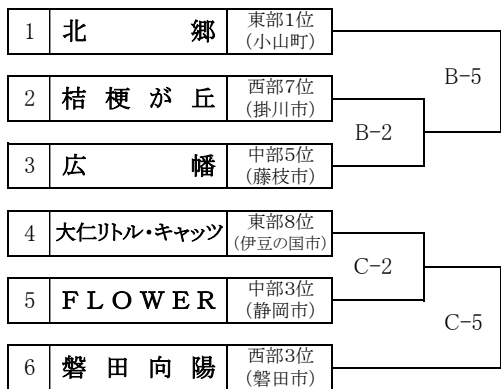 1 北郷 東部1位
(小山町)
B-5
2 桔梗が丘 西部7位
(掛川市)
B-2
3 広幡 中部5位
(藤枝市)
4 大仁リトル・キャッツ 東部8位
(伊豆の国市)
C-2
5 FLOWER 中部3位
(静岡市)
C-5
6 磐田向陽 西部3位
(磐田市)